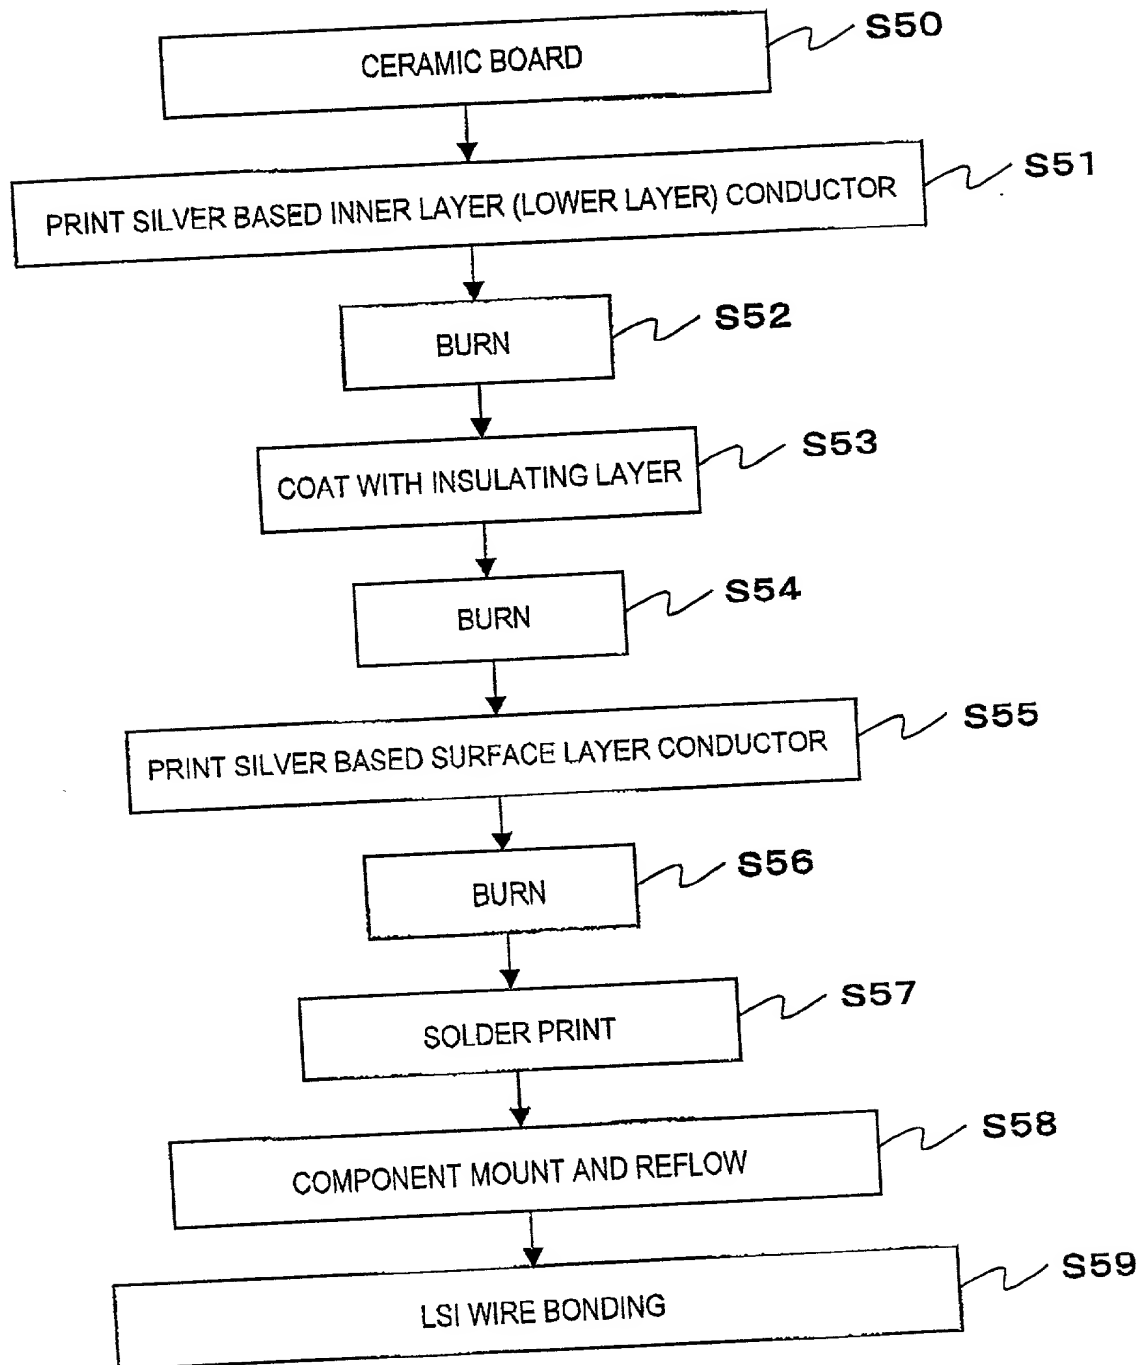 S50
CERAMIC BOARD
S51
PRINT SILVER BASED INNER LAYER (LOWER LAYER) CONDUCTOR
S52
BURN
S53
COAT WITH INSULATING LAYER
S54
BURN
S55
PRINT SILVER BASED SURFACE LAYER CONDUCTOR
S56
BURN
S57
SOLDER PRINT
S58
COMPONENT MOUNT AND REFLOW
S59
LSI WIRE BONDING